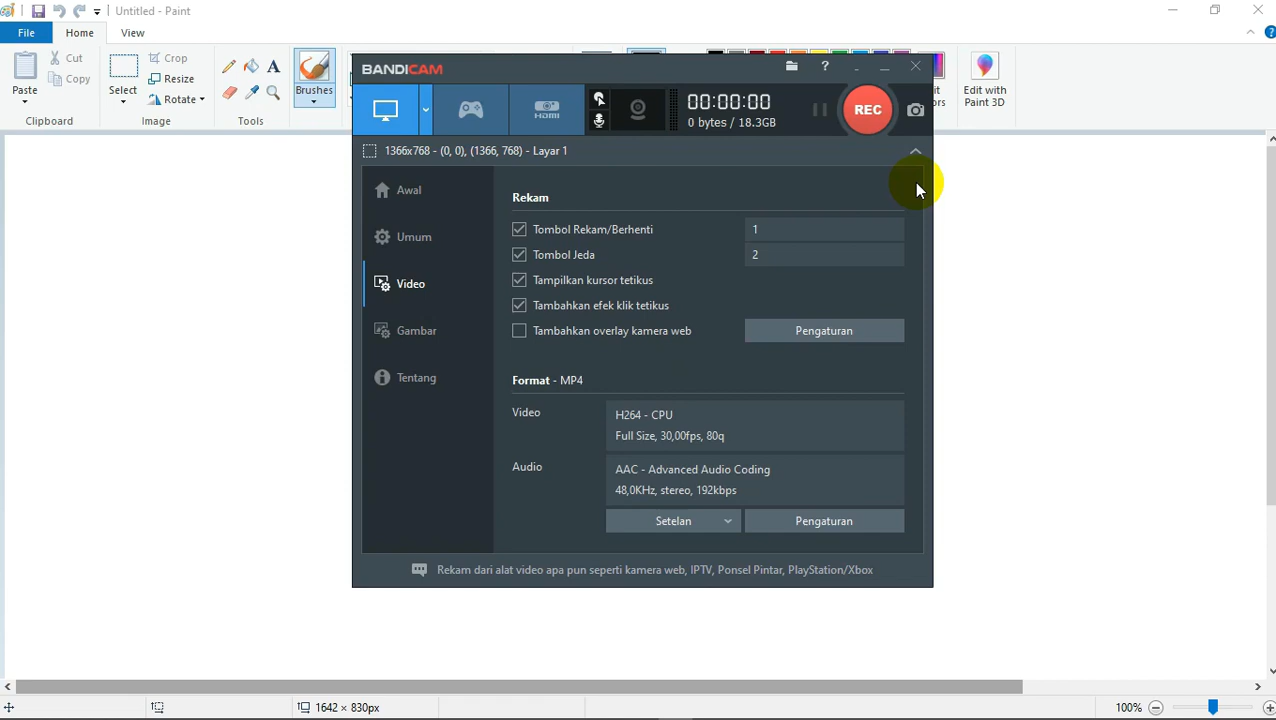 Untitled - Paint
File
Home
View
Paste
Cut
Copy
Clipboard
Select
Crop
Resize
Rotate
Image
Tools
Brushes
Edit with
Paint 3D
BANDICAM
?
HDMI
00:00:00
0 bytes / 18.3GB
REC
1366x768 - (0, 0), (1366, 768) - Layar 1
Awal
Umum
Video
Gambar
Tentang
Rekam
Tombol Rekam/Berhenti
1
Tombol Jeda
2
Tampilkan kursor tetikus
Tambahkan efek klik tetikus
Tambahkan overlay kamera web
Pengaturan
Format - MP4
Video
H264 - CPU
Full Size, 30,00fps, 80q
Audio
AAC - Advanced Audio Coding
48,0KHz, stereo, 192kbps
Setelan
Pengaturan
Rekam dari alat video apa pun seperti kamera web, IPTV, Ponsel Pintar, PlayStation/Xbox
1642 × 830px
100%